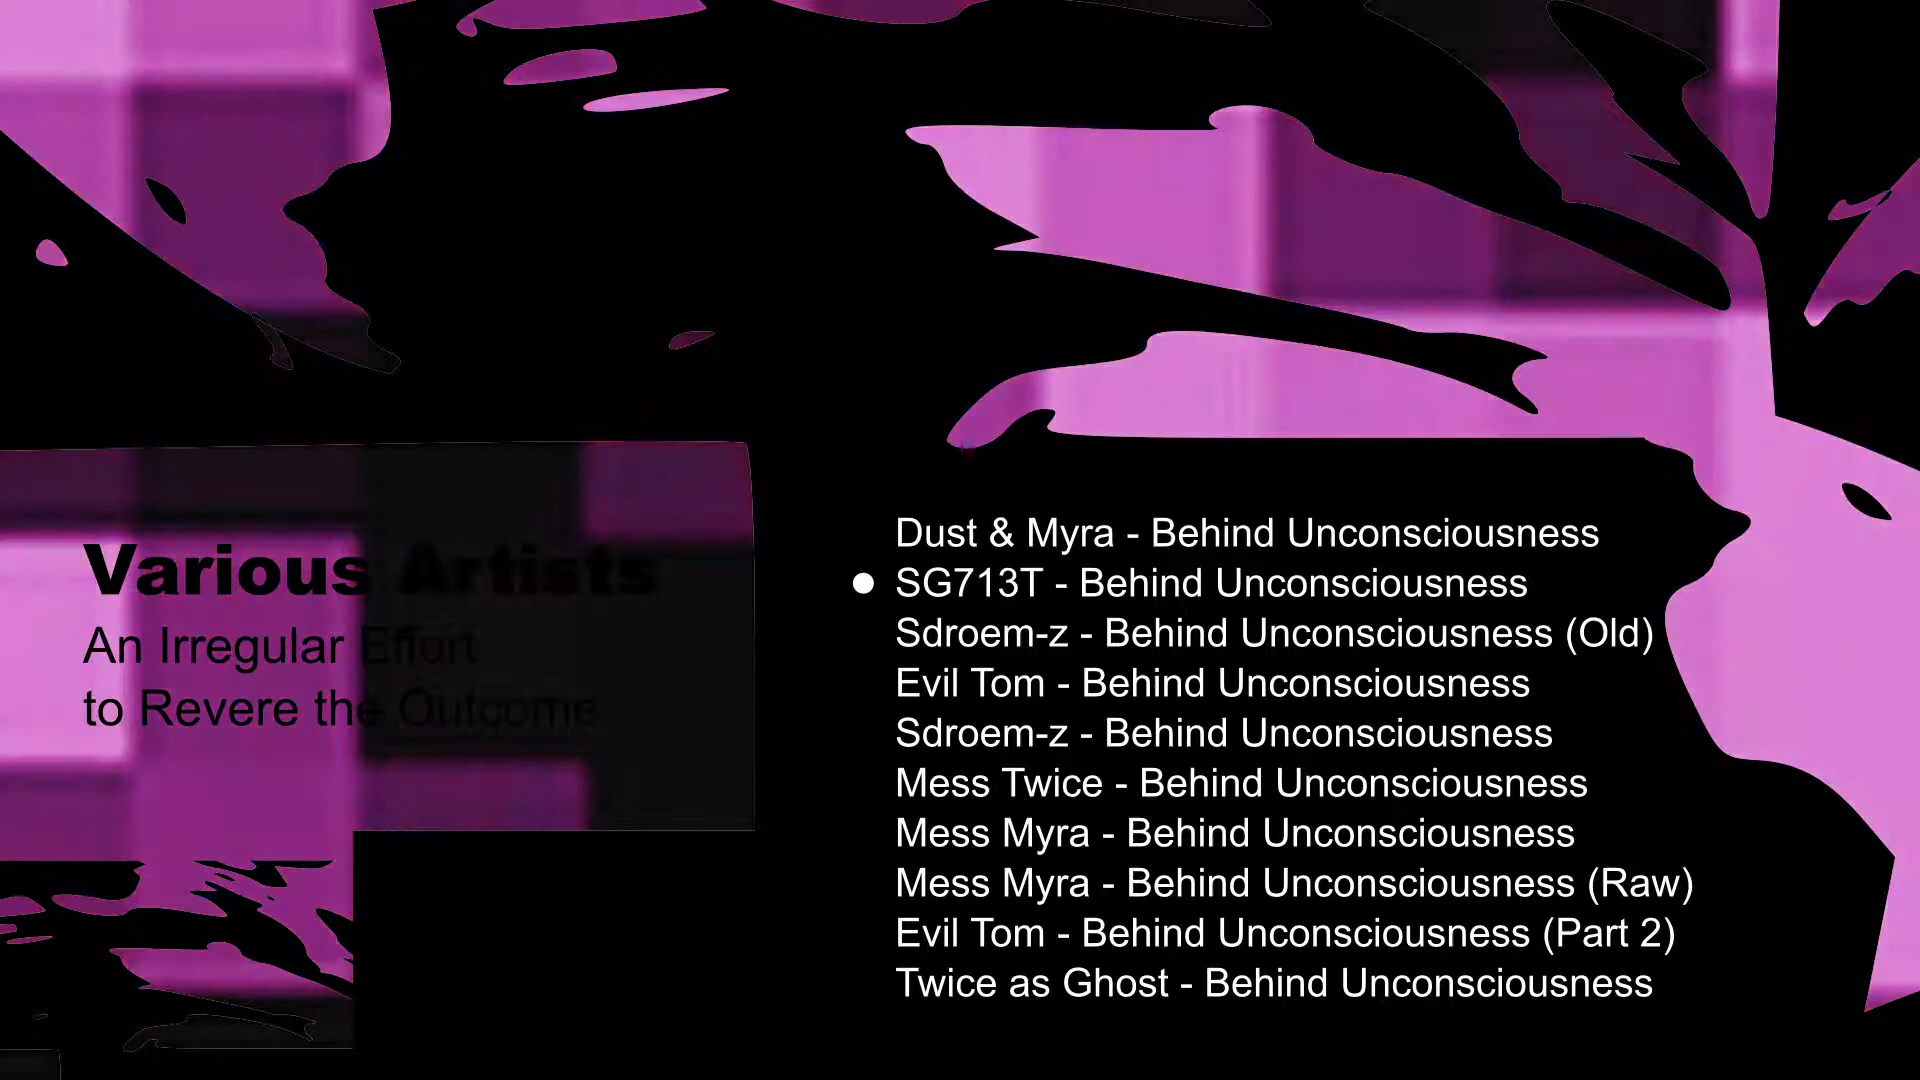 Various Artists
An Irregular Effort
to Revere the Outcome
Dust & Myra - Behind Unconsciousness
● SG713T - Behind Unconsciousness
Sdroem-z - Behind Unconsciousness (Old)
Evil Tom - Behind Unconsciousness
Sdroem-z - Behind Unconsciousness
Mess Twice - Behind Unconsciousness
Mess Myra - Behind Unconsciousness
Mess Myra - Behind Unconsciousness (Raw)
Evil Tom - Behind Unconsciousness (Part 2)
Twice as Ghost - Behind Unconsciousness